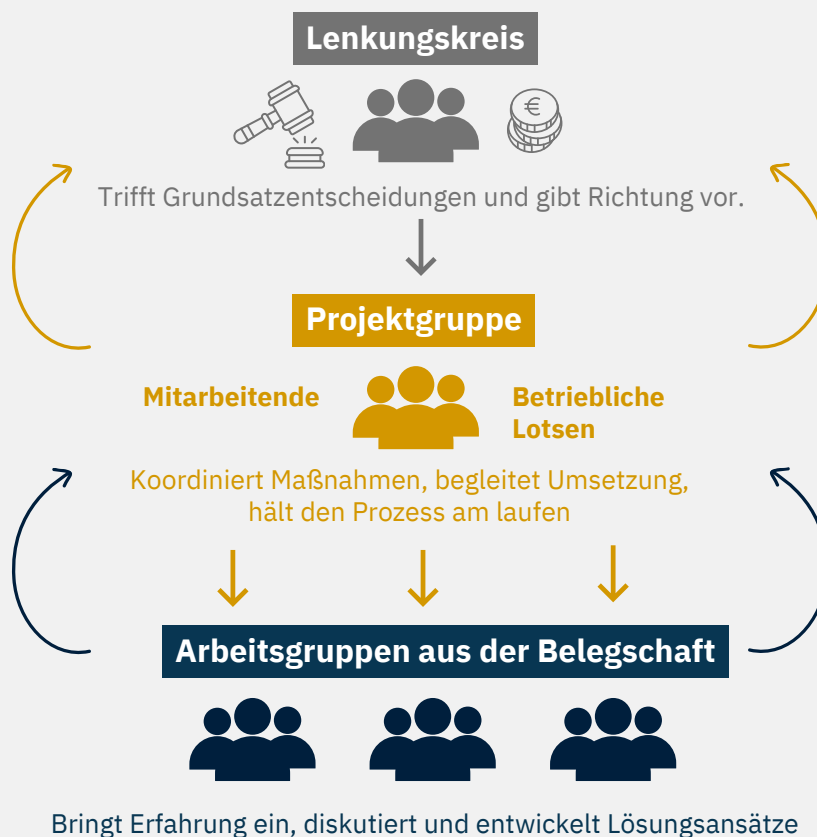 Lenkungskreis
€
Trifft Grundsatzentscheidungen und gibt Richtung vor.
Projektgruppe
Mitarbeitende
Betriebliche
Lotsen
Koordiniert Maßnahmen, begleitet Umsetzung,
hält den Prozess am laufen
Arbeitsgruppen aus der Belegschaft
Bringt Erfahrung ein, diskutiert und entwickelt Lösungsansätze